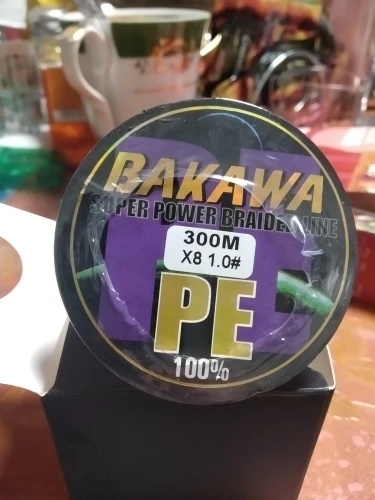 BAKAWA
SUPER POWER BRAIDED LINE
300M
X8 1.0#
PE
100%